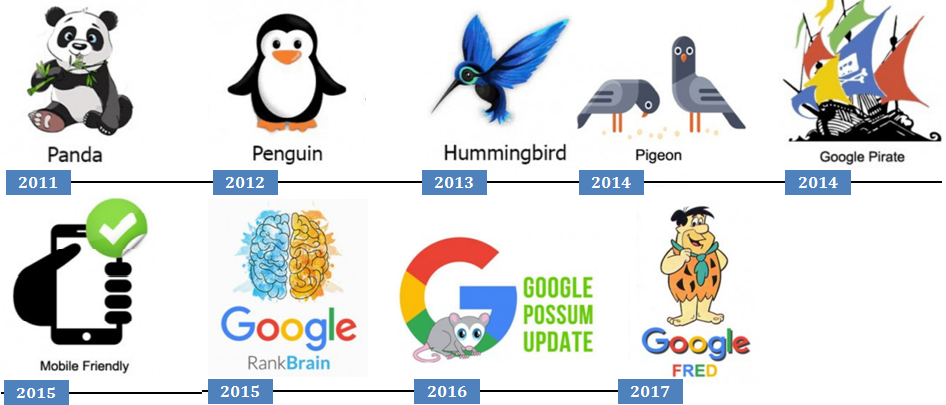 Panda
Penguin
Hummingbird
Pigeon
Google Pirate
2011
2012
2013
2014
2014
Mobile Friendly
Google
RankBrain
GOOGLE
POSSUM
UPDATE
Google
FRED
2015
2015
2016
2017